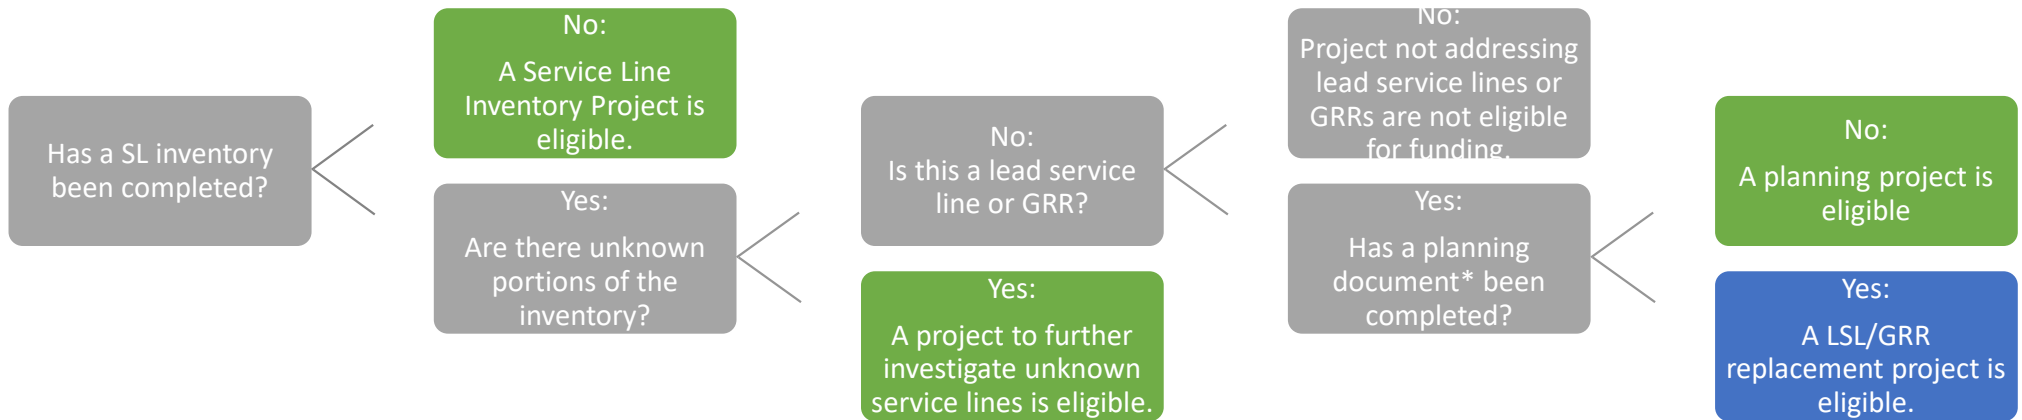 Has a SL inventory
been completed?
No:
A Service Line
Inventory Project is
eligible.
Yes:
Are there unknown
portions of the
inventory?
No:
Is this a lead service
line or GRR?
Yes:
A project to further
investigate unknown
service lines is eligible.
No:
Project not addressing
lead service lines or
GRRs are not eligible
for funding.
Yes:
Has a planning
document* been
completed?
No:
A planning project is
eligible
Yes:
A LSL/GRR
replacement project is
eligible.